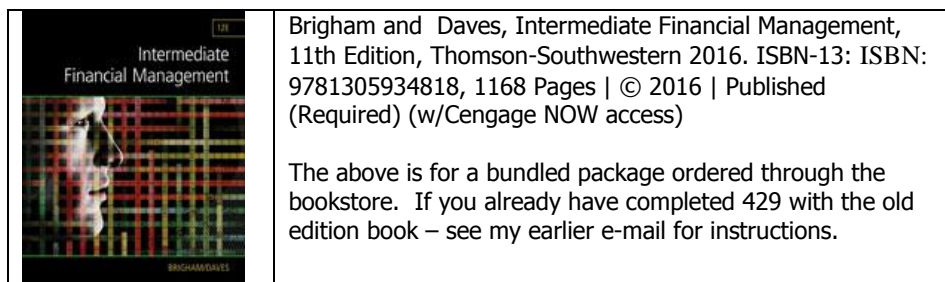 12E
Intermediate
Financial Management
BRIGHAM/DAVES
Brigham and  Daves, Intermediate Financial Management,
11th Edition, Thomson-Southwestern 2016. ISBN-13: ISBN:
9781305934818, 1168 Pages | © 2016 | Published
(Required) (w/Cengage NOW access)
The above is for a bundled package ordered through the
bookstore.  If you already have completed 429 with the old
edition book – see my earlier e-mail for instructions.